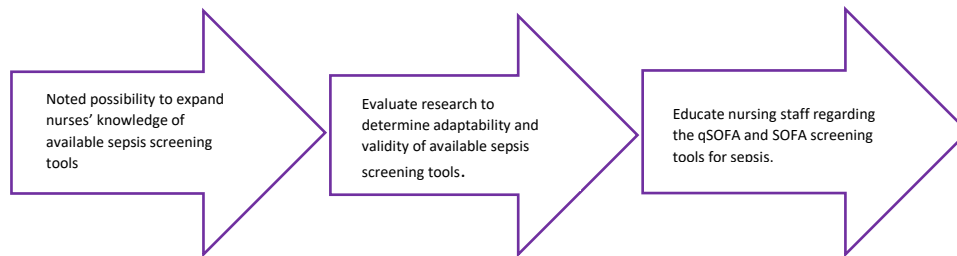 Noted possibility to expand
nurses’ knowledge of
available sepsis screening
tools
Evaluate research to
determine adaptability and
validity of available sepsis
screening tools.
Educate nursing staff regarding
the qSOFA and SOFA screening
tools for sepsis.